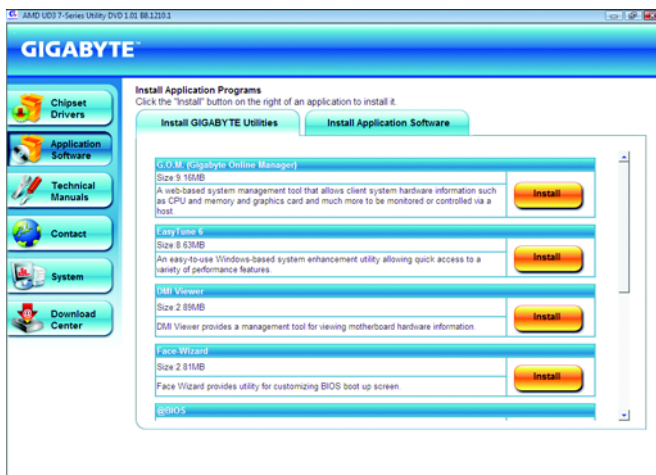 AMD UD3 7-Series Utility DVD 1.01 B8.1210.1
GIGABYTE™
Chipset
Drivers
Application
Software
Technical
Manuals
Contact
System
Download
Center
Install Application Programs
Click the "Install" button on the right of an application to install it.
Install GIGABYTE Utilities
Install Application Software
G.O.M. (Gigabyte Online Manager)
Size:9.16MB
A web-based system management tool that allows client system hardware information such
as CPU and memory and graphics card and much more to be monitored or controlled via a
host.
Install
EasyTune 6
Size:8.63MB
An easy-to-use Windows-based system enhancement utility allowing quick access to a
variety of performance features.
Install
DMI Viewer
Size:2.89MB
DMI Viewer provides a management tool for viewing motherboard hardware information.
Install
Face-Wizard
Size:2.81MB
Face Wizard provides utility for customizing BIOS boot up screen.
Install
@BIOS